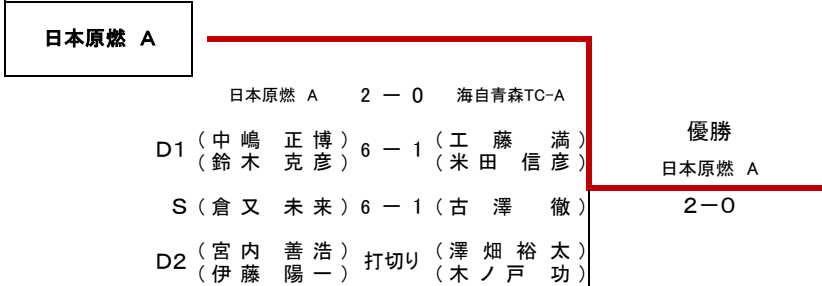 日本原燃 A
日本原燃 A 2 － 0 海自青森TC-A
D1 (中嶋 正博) 6 － 1 (工藤 満)
(鈴木 克彦) (米田 信彦)
S (倉又 未来) 6 － 1 (古澤 徹)
D2 (宮内 善浩) 打切り (澤畑 裕太)
(伊藤 陽一) (木ノ戸 功)
優勝
日本原燃 A
2－0